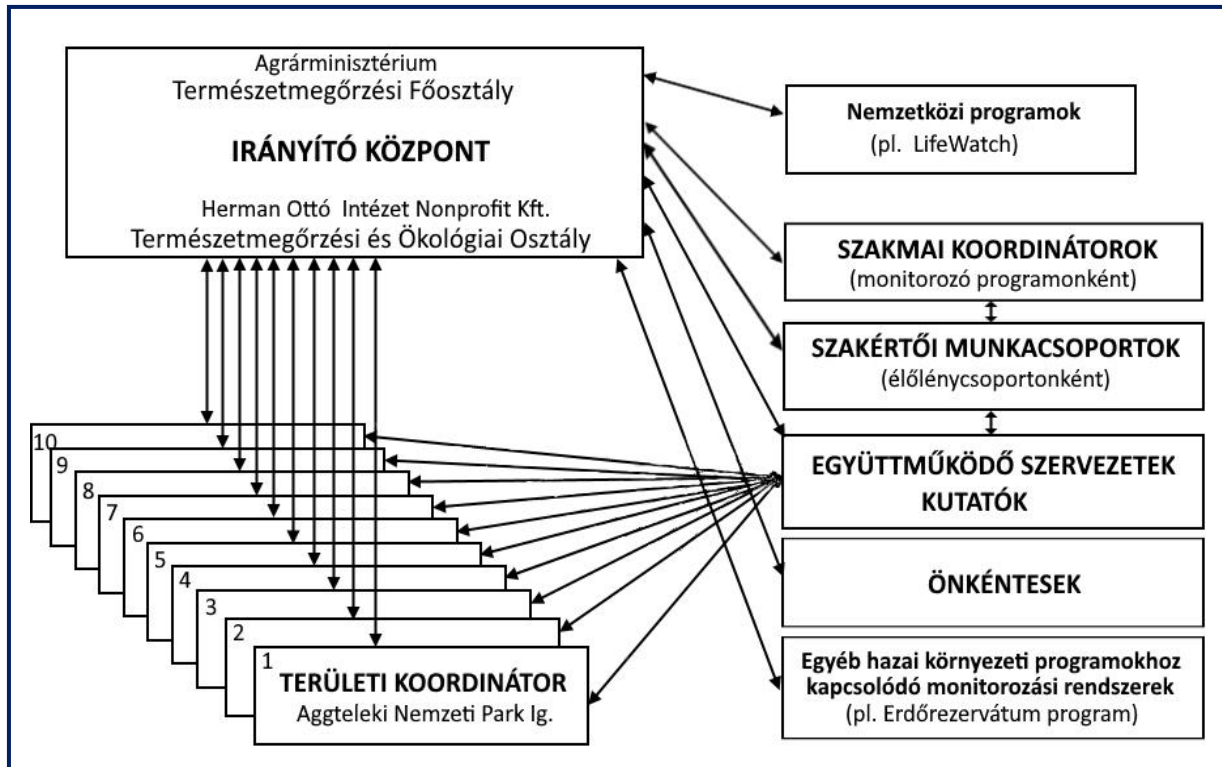 Agrárminisztérium
Természetmegőrzési Főosztály
IRÁNYÍTÓ KÖZPONT
Herman Ottó Intézet Nonprofit Kft.
Természetmegőrzési és Ökológiai Osztály
Nemzetközi programok
(pl. LifeWatch)
SZAKMAI KOORDINÁTOROK
(monitorozó programonként)
SZAKÉRTŐI MUNKACSOPORTOK
(élőlénycsoportonként)
EGYÜTTMŰKÖDŐ SZERVEZETEK
KUTATÓK
ÖNKÉNTESEK
Egyéb hazai környezeti programokhoz
kapcsolódó monitorozási rendszerek
(pl. Erdőrezervátum program)
10
9
8
7
6
5
4
3
2
1
TERÜLETI KOORDINÁTOR
Aggteleki Nemzeti Park Ig.